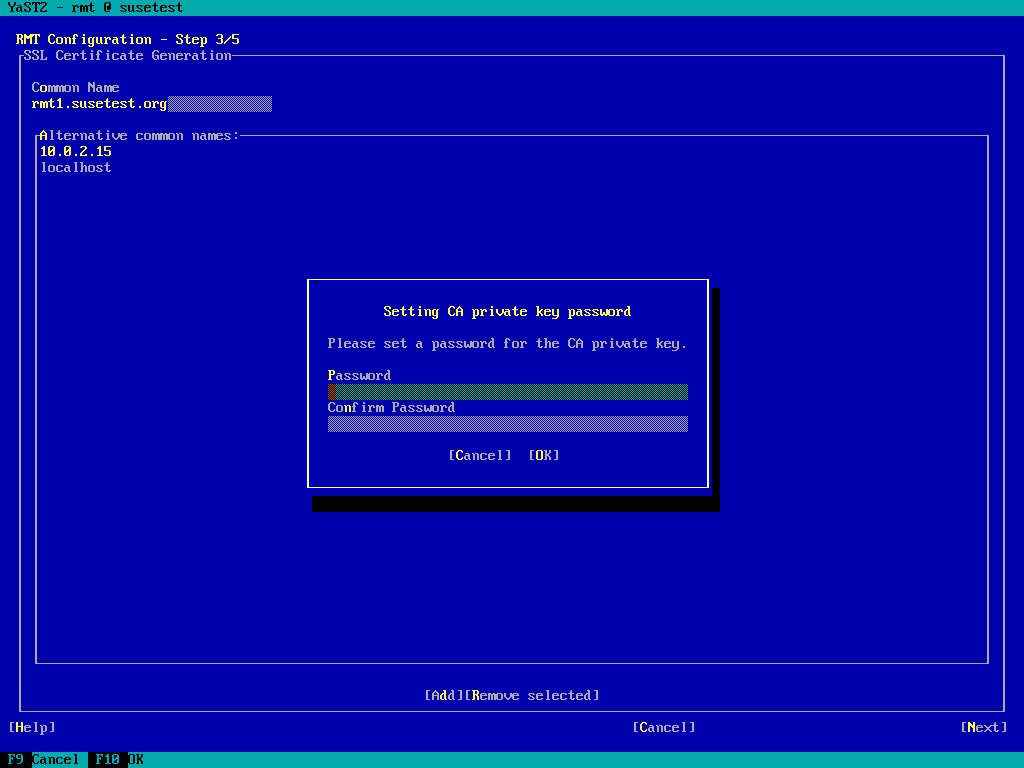 YaST2 - rmt @ susetest
RMT Configuration - Step 3/5
SSL Certificate Generation
Common Name
rmt1.susetest.org
Alternative common names:
10.0.2.15
localhost
Setting CA private key password
Please set a password for the CA private key.
Password
Confirm Password
[Cancel] [OK]
[Add][Remove selected]
[Help] [Cancel] [Next]
F9 Cancel F10 OK